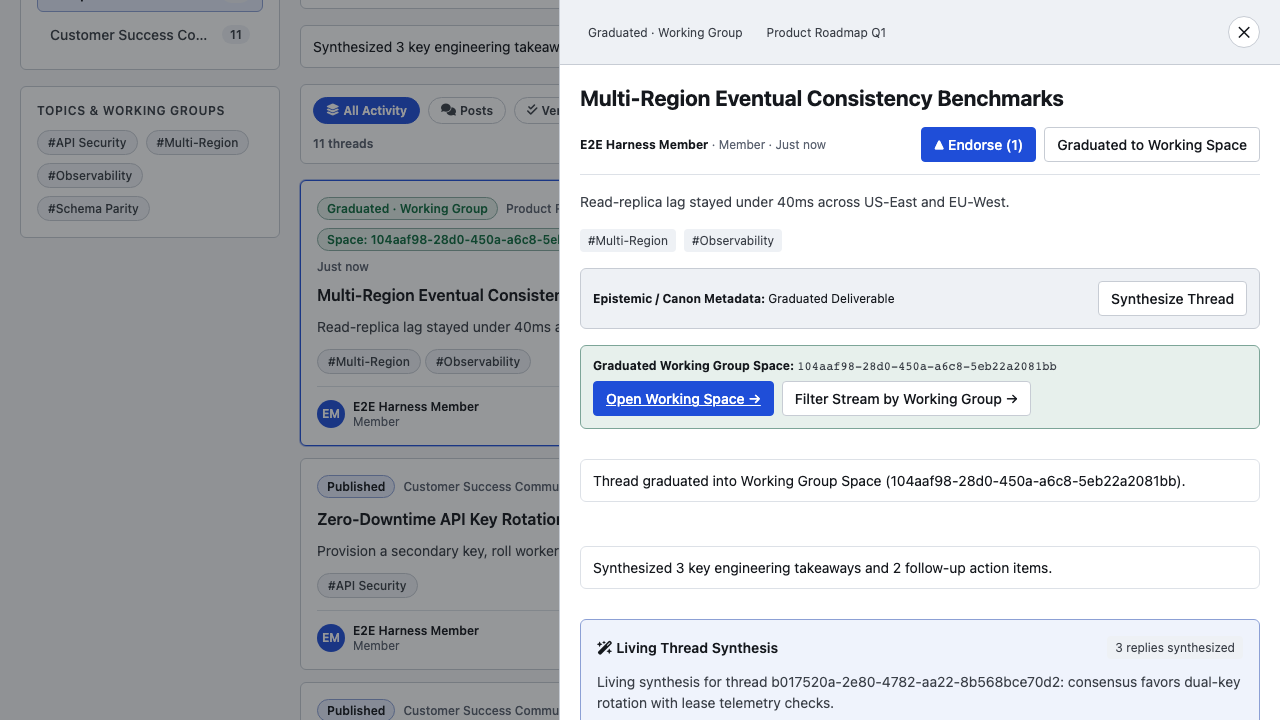 Customer Success Co... 11
TOPICS & WORKING GROUPS
#API Security #Multi-Region
#Observability
#Schema Parity
Synthesized 3 key engineering takeaw
All Activity Posts
11 threads
Graduated · Working Group Product
Space: 104aaf98-28d0-450a-a6c8-5eb
Just now
Multi-Region Eventual Consisten
Read-replica lag stayed under 40ms a
#Multi-Region #Observability
EM E2E Harness Member
Member
Published Customer Success Commu
Zero-Downtime API Key Rotation
Provision a secondary key, roll worker
#API Security
EM E2E Harness Member
Member
Published Customer Success Commu
Graduated · Working Group Product Roadmap Q1
Multi-Region Eventual Consistency Benchmarks
E2E Harness Member · Member · Just now
Endorse (1) Graduated to Working Space
Read-replica lag stayed under 40ms across US-East and EU-West.
#Multi-Region #Observability
Epistemic / Canon Metadata: Graduated Deliverable
Synthesize Thread
Graduated Working Group Space: 104aaf98-28d0-450a-a6c8-5eb22a2081bb
Open Working Space → Filter Stream by Working Group →
Thread graduated into Working Group Space (104aaf98-28d0-450a-a6c8-5eb22a2081bb).
Synthesized 3 key engineering takeaways and 2 follow-up action items.
Living Thread Synthesis 3 replies synthesized
Living synthesis for thread b017520a-2e80-4782-aa22-8b568bce70d2: consensus favors dual-key
rotation with lease telemetry checks.